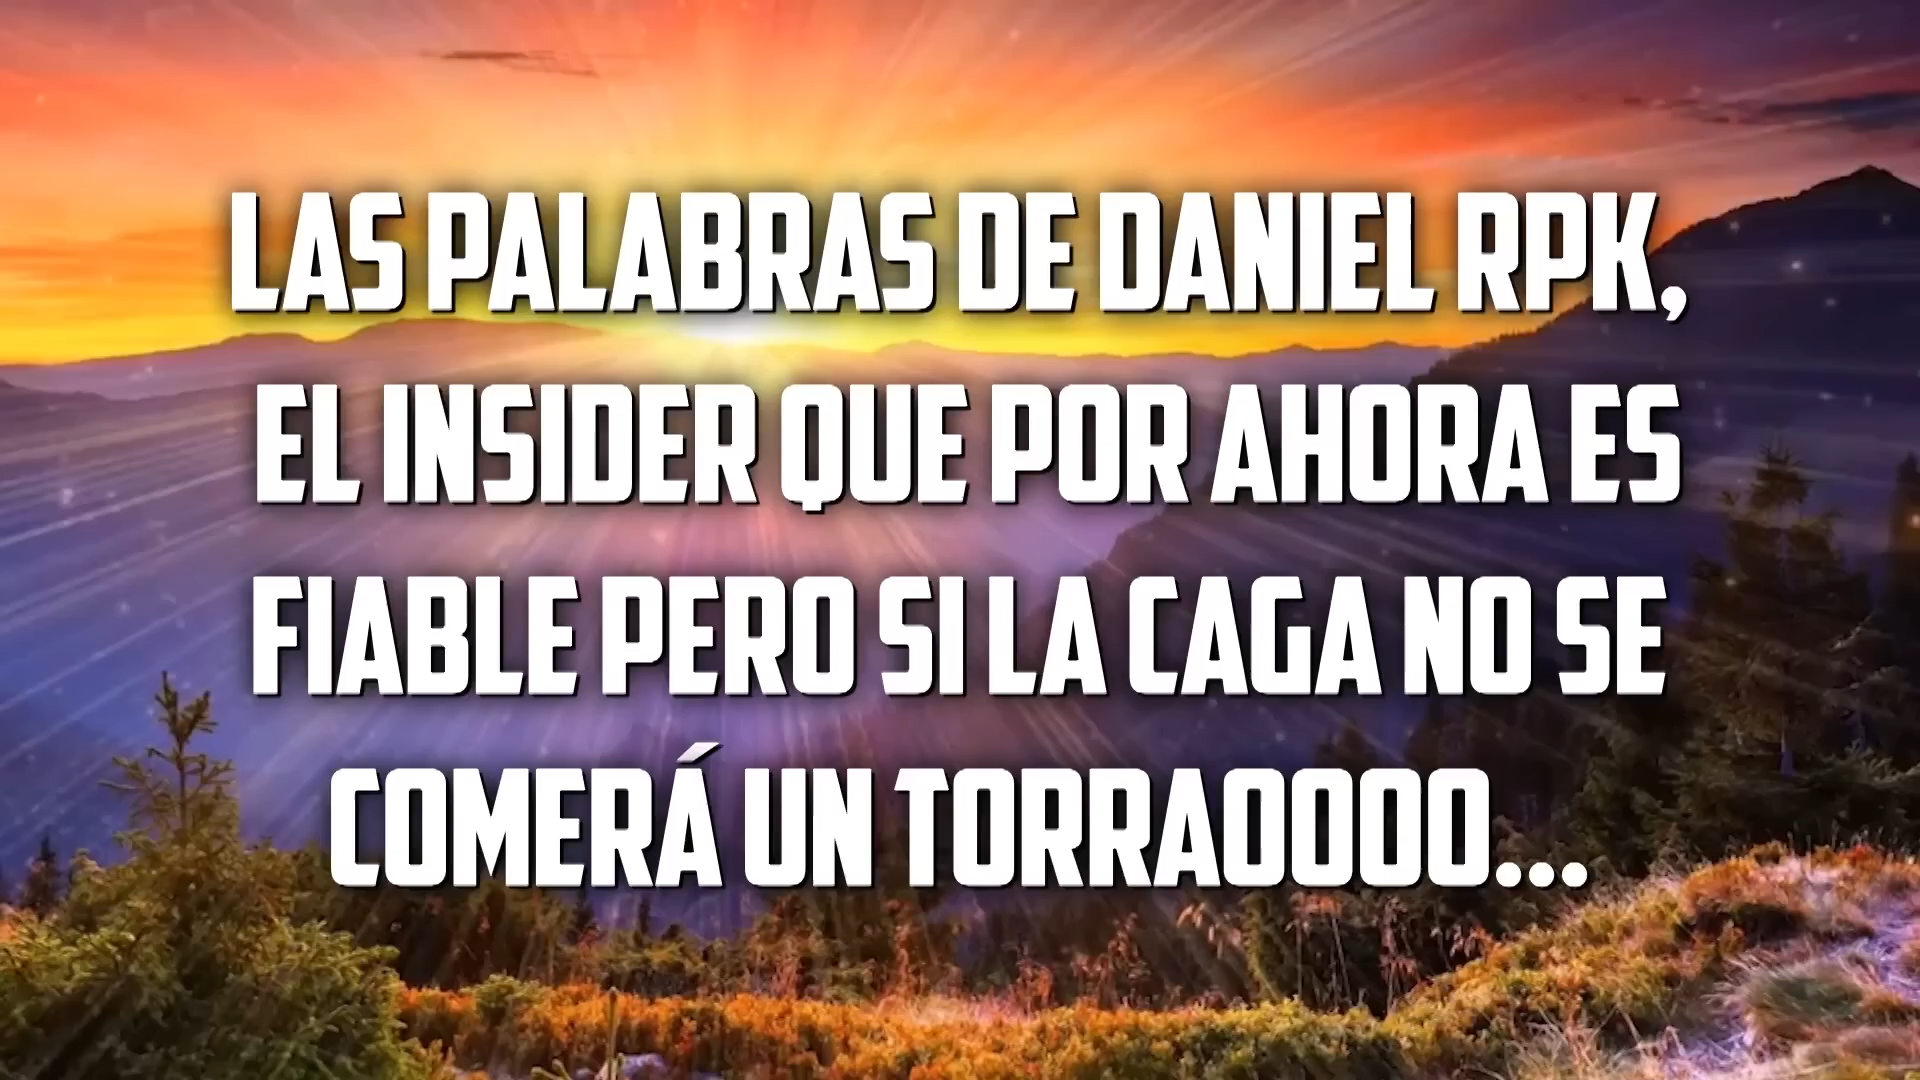 LAS PALABRAS DE DANIEL RPK,
EL INSIDER QUE POR AHORA ES
FIABLE PERO SI LA CAGA NO SE
COMERÁ UN TORRAOOOO...